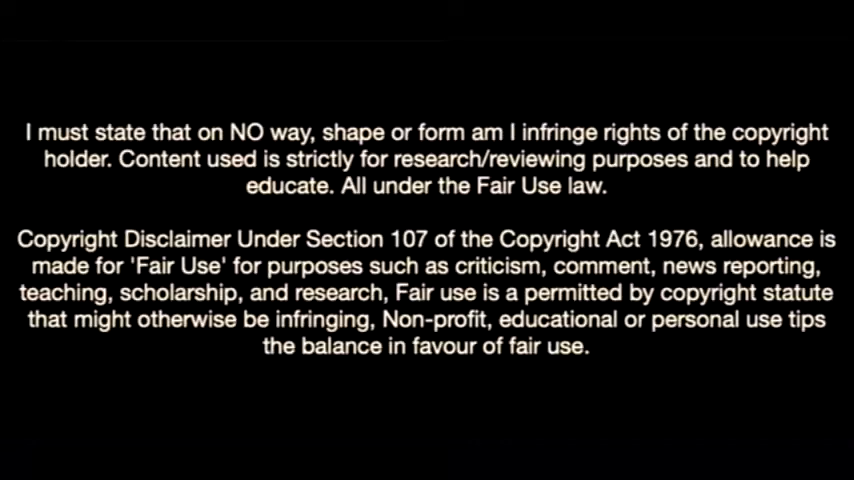 I must state that on NO way, shape or form am I infringe rights of the copyright
holder. Content used is strictly for research/reviewing purposes and to help
educate. All under the Fair Use law.
Copyright Disclaimer Under Section 107 of the Copyright Act 1976, allowance is
made for 'Fair Use' for purposes such as criticism, comment, news reporting,
teaching, scholarship, and research, Fair use is a permitted by copyright statute
that might otherwise be infringing, Non-profit, educational or personal use tips
the balance in favour of fair use.